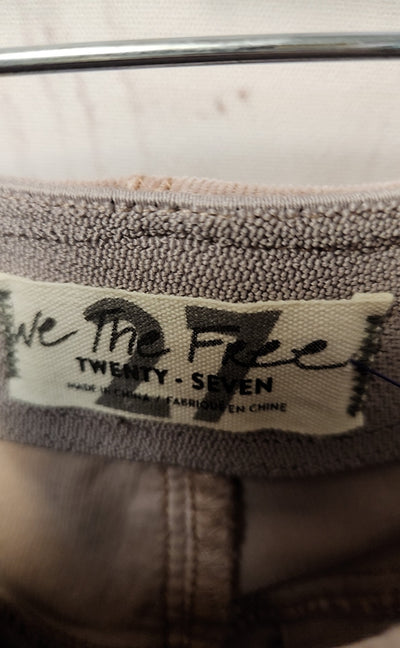 We The Free
27
TWENTY - SEVEN
MADE IN CHINA / FABRIQUÉ EN CHINE